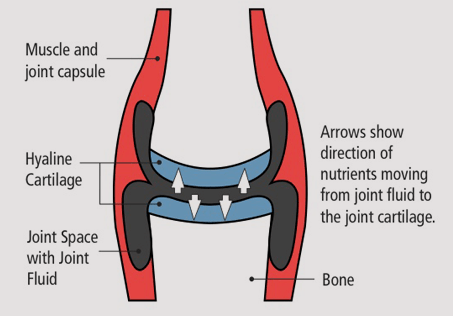 Muscle and
joint capsule
Hyaline
Cartilage
Joint Space
with Joint
Fluid
Arrows show
direction of
nutrients moving
from joint fluid to
the joint cartilage.
Bone